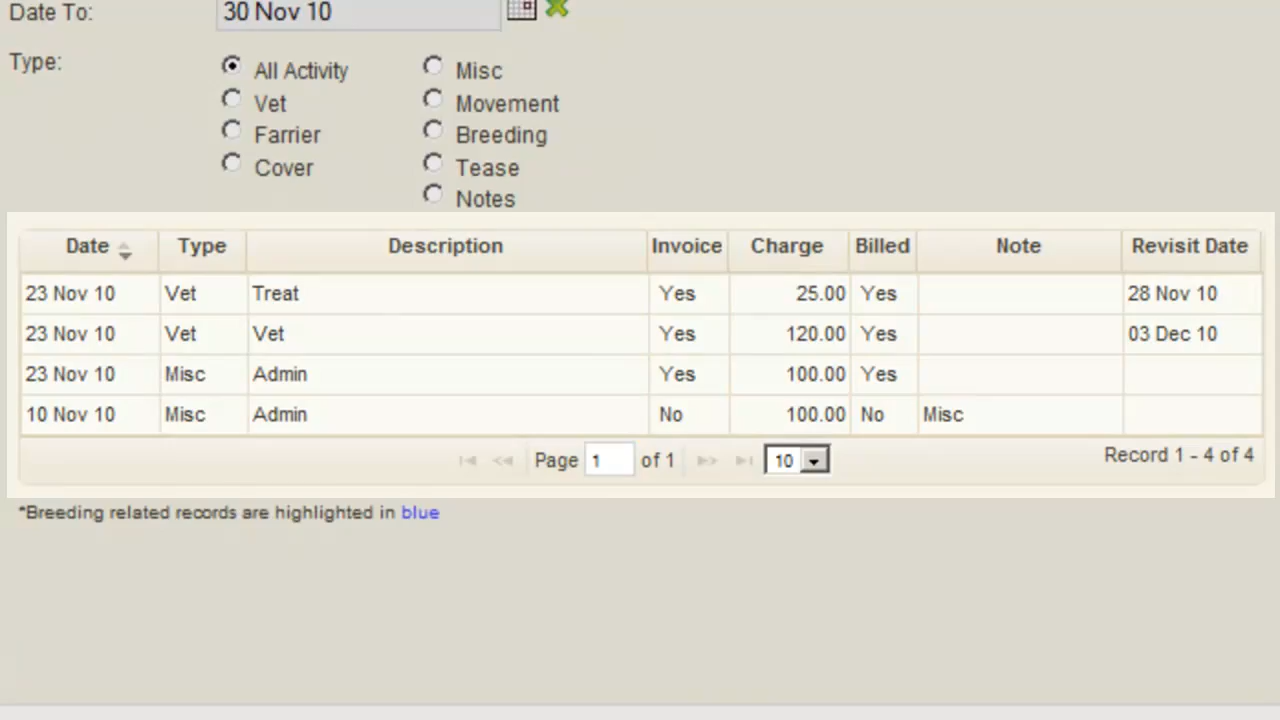 Date To: 30 Nov 10
Type: All Activity Misc
Vet Movement
Farrier Breeding
Cover Tease
Notes
Date Type Description Invoice Charge Billed Note Revisit Date
23 Nov 10 Vet Treat Yes 25.00 Yes 28 Nov 10
23 Nov 10 Vet Vet Yes 120.00 Yes 03 Dec 10
23 Nov 10 Misc Admin Yes 100.00 Yes
10 Nov 10 Misc Admin No 100.00 No Misc
Page 1 of 1 10 Record 1 - 4 of 4
*Breeding related records are highlighted in blue